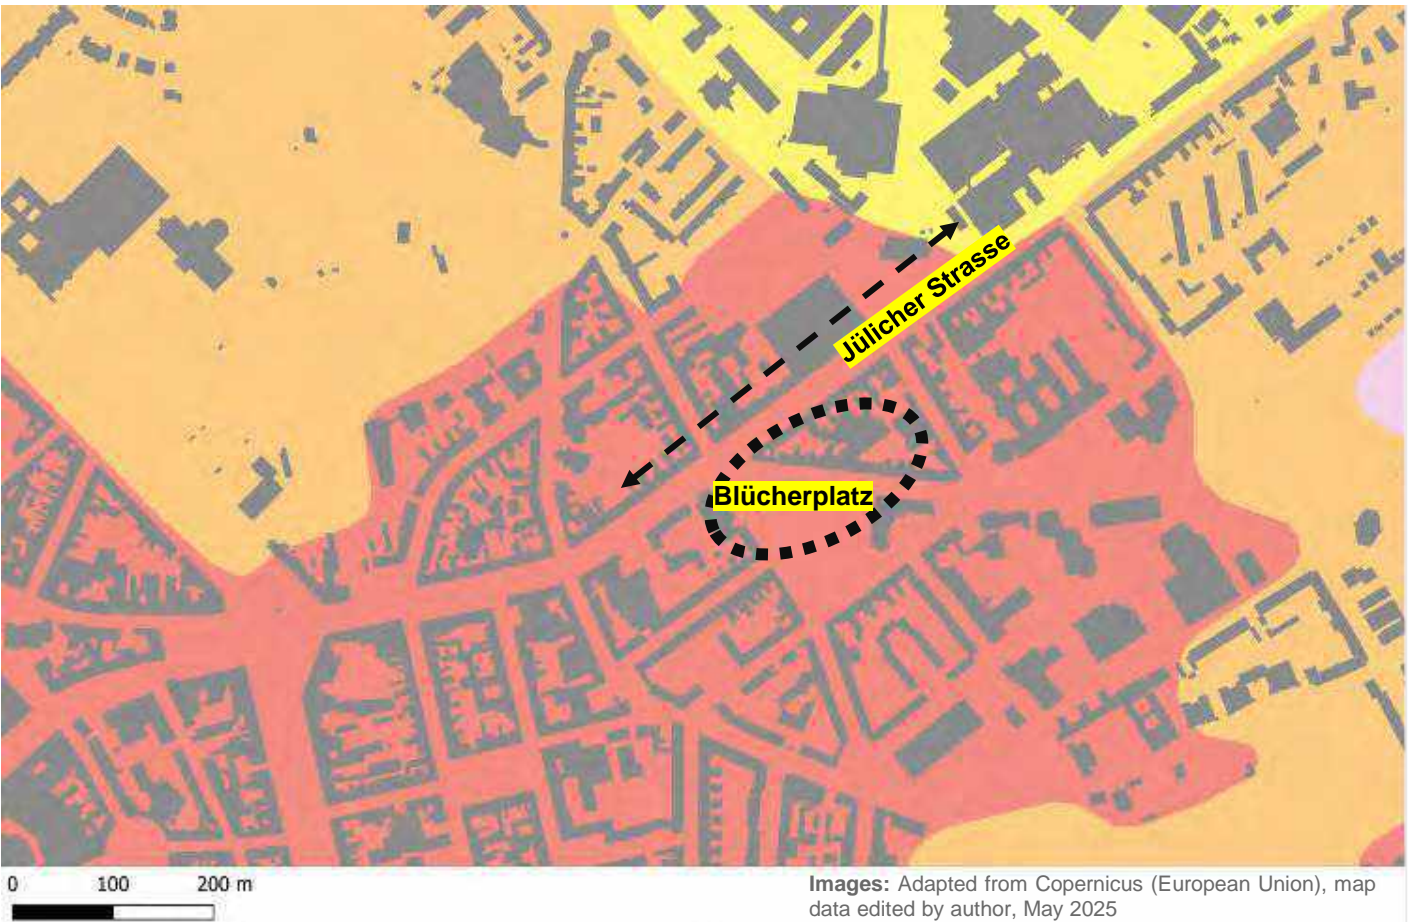 Jülicher Strasse
Blücherplatz
0 100 200 m
Images: Adapted from Copernicus (European Union), map
data edited by author, May 2025